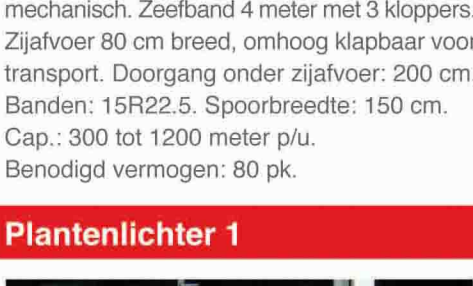 mechanisch. Zeefband 4 meter met 3 kloppers.
Zijafvoer 80 cm breed, omhoog klapbaar voor
transport. Doorgang onder zijafvoer: 200 cm
Banden: 15R22.5. Spoorbreedte: 150 cm.
Cap.: 300 tot 1200 meter p/u.
Benodigd vermogen: 80 pk.
Plantenlichter 1